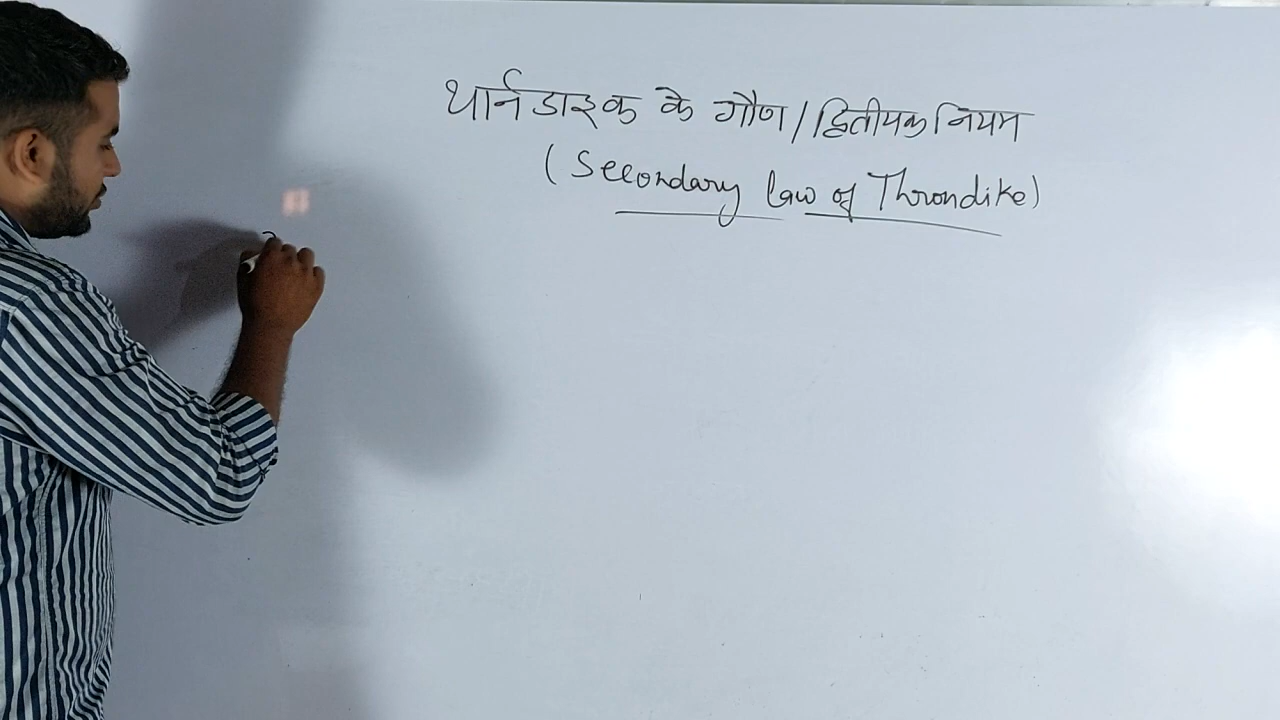 थार्नडाइक के गौण/द्वितीयक नियम
(Secondary law of Throndike)